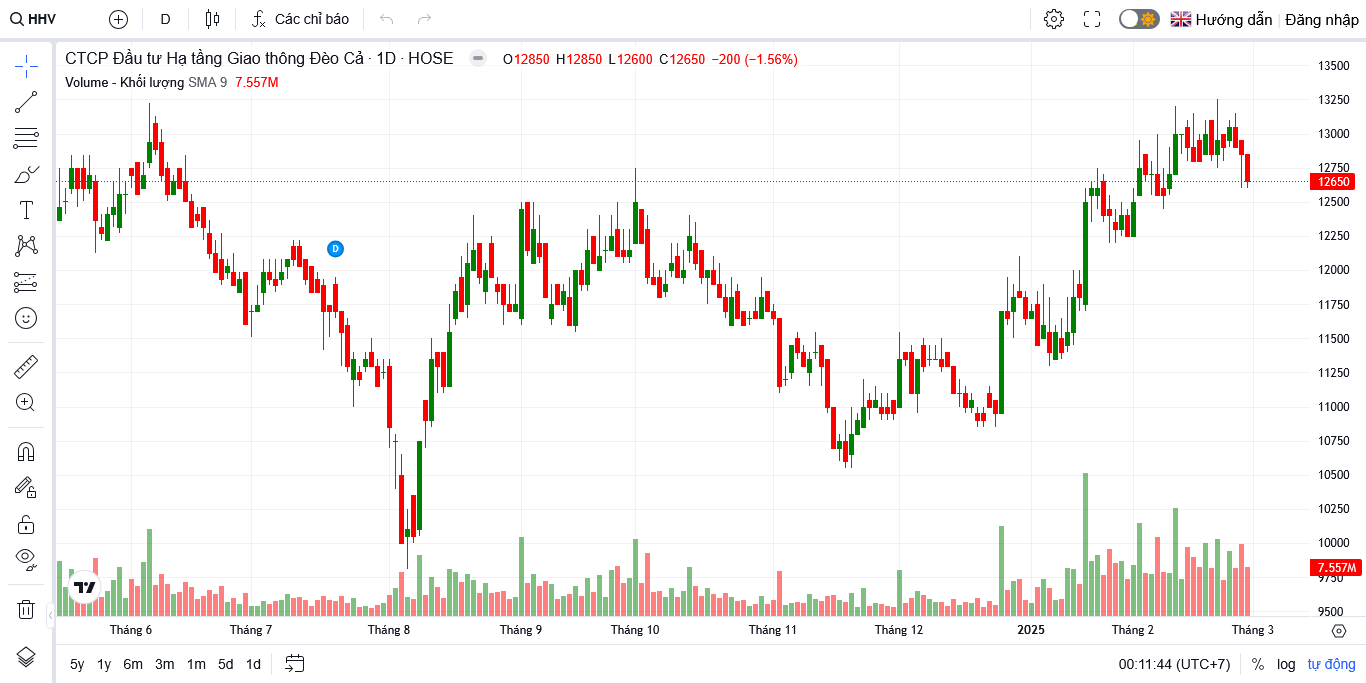 HHV D Các chỉ báo Hướng dẫn Đăng nhập
CTCP Đầu tư Hạ tầng Giao thông Đèo Cả · 1D · HOSE O12850 H12850 L12600 C12650 −200 (−1.56%)
Volume - Khối lượng SMA 9 7.557M
13500
13250
13000
12750
12650
12500
12250
D
12000
11750
11500
11250
11000
10750
10500
10250
10000
7.557M
9750
9500
Tháng 6 Tháng 7 Tháng 8 Tháng 9 Tháng 10 Tháng 11 Tháng 12 2025 Tháng 2 Tháng 3
5y 1y 6m 3m 1m 5d 1d 00:11:44 (UTC+7) % log tự động